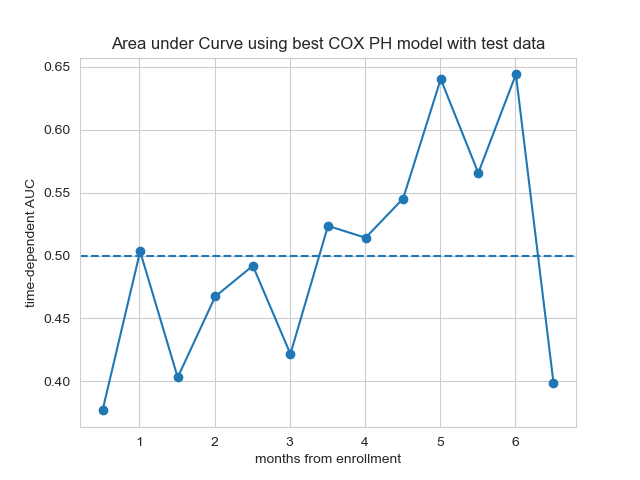 Area under Curve using best COX PH model with test data
time-dependent AUC
0.65
0.60
0.55
0.50
0.45
0.40
1 2 3 4 5 6
months from enrollment